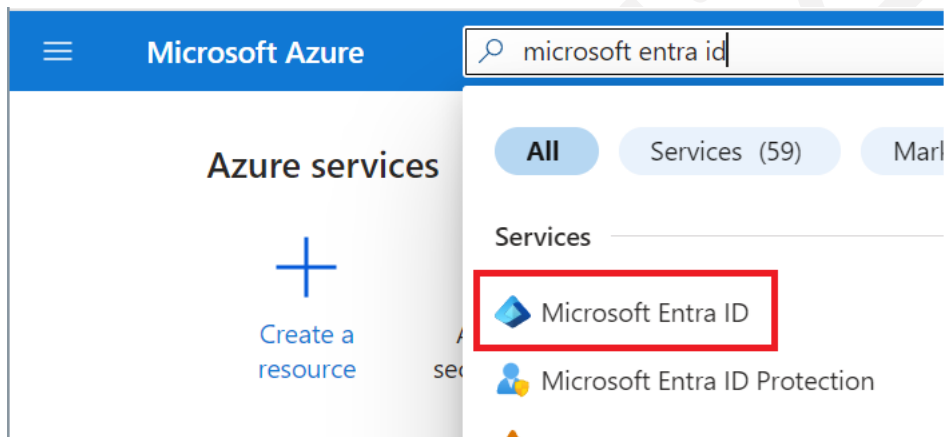 Microsoft Azure
microsoft entra id
Azure services
All
Services (59)
Services
Microsoft Entra ID
Create a
resource
Microsoft Entra ID Protection